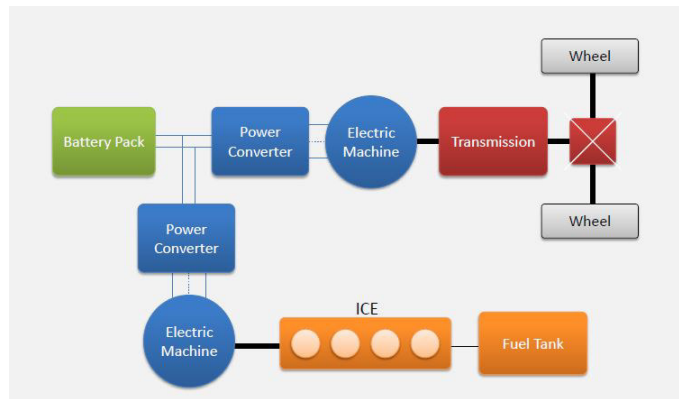 Wheel
Battery Pack
Power
Converter
Electric
Machine
Transmission
Wheel
Power
Converter
ICE
Electric
Machine
Fuel Tank